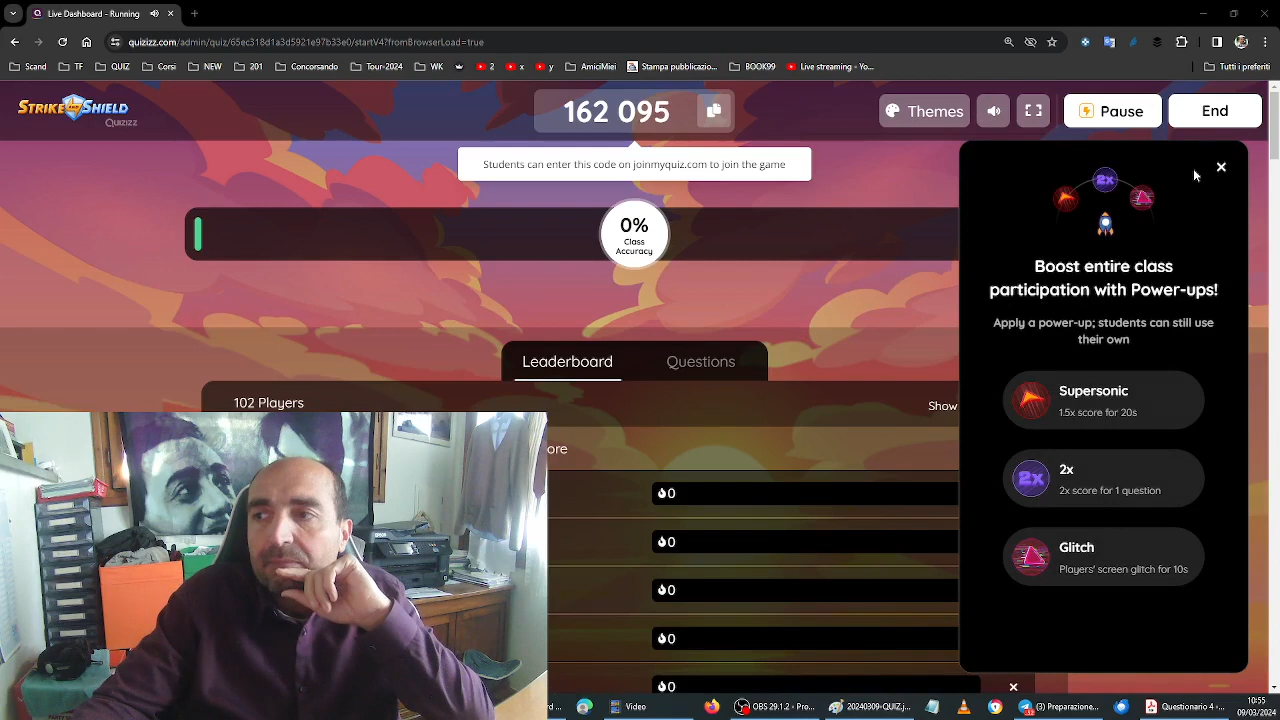 Live Dashboard - Running
quizizz.com/admin/quiz/65ec318d1a3d5921e97b33e0/startV4?fromBrowserLoad=true
Scand
TF
QUIZ
Corsi
NEW
201
Concorsando
Tour-2024
WK
2
x
y
AmiciMiei
Stampa pubblicazio...
BOOK99
Live streaming - Yo...
Tutti i preferiti
STRIKE AND SHIELD
Quizizz
162 095
Themes
Pause
End
Students can enter this code on joinmyquiz.com to join the game
0%
Class
Accuracy
2x
Boost entire class
participation with Power-ups!
Apply a power-up; students can still use
their own
Leaderboard
Questions
Supersonic
1.5x score for 20s
102 Players
Show
ore
2x
2x
2x score for 1 question
0
0
Glitch
Players' screen glitch for 10s
0
0
0
Video
29.1.2 - Pro...
(3) Preparazione...
Questionario 4-...
10:55
09/03/2024